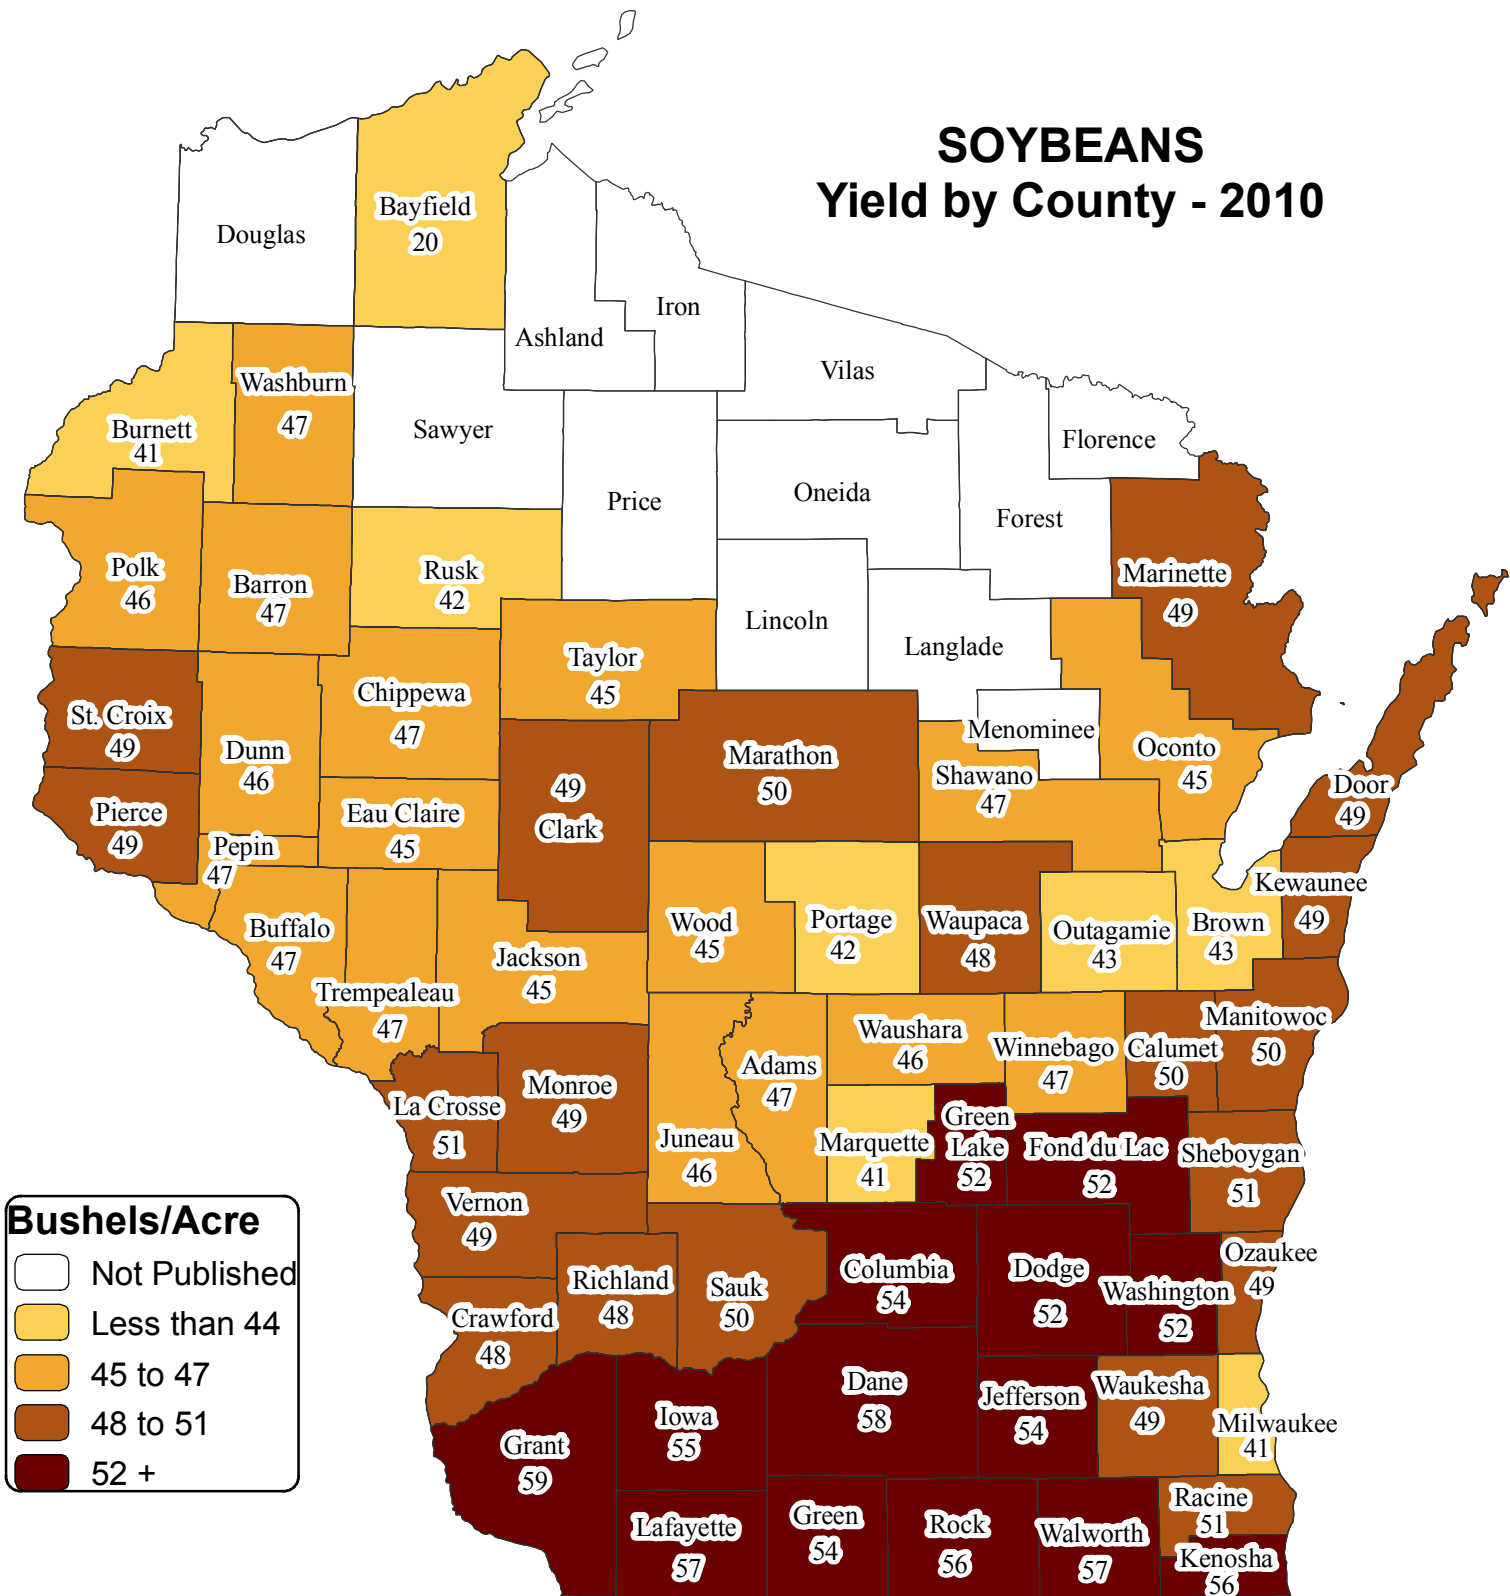 SOYBEANS
Yield by County - 2010
Douglas
Bayfield
20
Ashland
Iron
Vilas
Washburn
47
Burnett
41
Sawyer
Florence
Price
Oneida
Forest
Polk
46
Barron
47
Rusk
42
Marinette
49
Lincoln
Langlade
Taylor
45
Chippewa
47
St. Croix
49
Dunn
46
Menominee
Oconto
45
Marathon
50
Shawano
47
49
Clark
Door
49
Pierce
49
Eau Claire
45
Pepin
47
Kewaunee
49
Buffalo
47
Wood
45
Portage
42
Waupaca
48
Outagamie
43
Brown
43
Jackson
45
Trempealeau
47
Manitowoc
50
Waushara
46
Winnebago
47
Calumet
50
Adams
47
Monroe
49
La Crosse
51
Juneau
46
Marquette
41
Green
Lake
52
Fond du Lac
52
Sheboygan
51
Vernon
49
Bushels/Acre
Not Published
Less than 44
45 to 47
48 to 51
52 +
Richland
48
Sauk
50
Columbia
54
Dodge
52
Washington
52
Ozaukee
49
Crawford
48
Dane
58
Jefferson
54
Waukesha
49
Milwaukee
41
Iowa
55
Grant
59
Lafayette
57
Green
54
Rock
56
Walworth
57
Racine
51
Kenosha
56